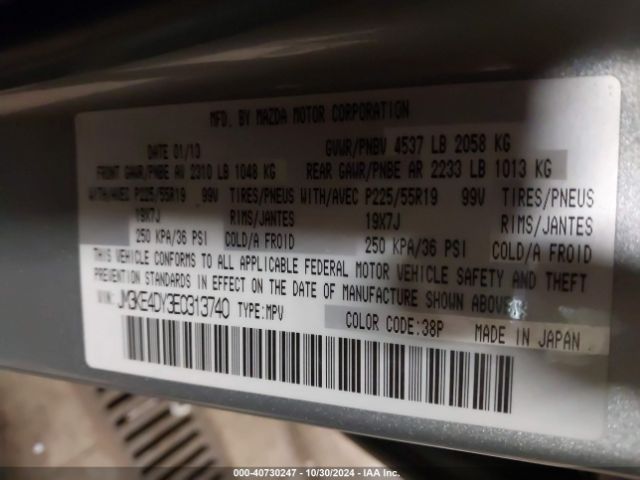 MFD. BY MAZDA MOTOR CORPORATION
DATE 01/13 GVWR/PNBV 4537 LB 2058 KG
FRONT GAWR/PNBE AV 2310 LB 1048 KG REAR GAWR/PNBE AR 2233 LB 1013 KG
WITH/AVEC P225/55R19 99V TIRES/PNEUS WITH/AVEC P225/55R19 99V TIRES/PNEUS
19X7J RIMS/JANTES 19X7J RIMS/JANTES
250 KPA/36 PSI COLD/A FROID 250 KPA/36 PSI COLD/A FROID
THIS VEHICLE CONFORMS TO ALL APPLICABLE FEDERAL MOTOR VEHICLE SAFETY AND THEFT
PREVENTION STANDARDS IN EFFECT ON THE DATE OF MANUFACTURE SHOWN ABOVE.
VIN: JM3KE4DY3E0313740 TYPE:MPV
COLOR CODE:38P MADE IN JAPAN
000-40730247 - 10/30/2024 - IAA Inc.